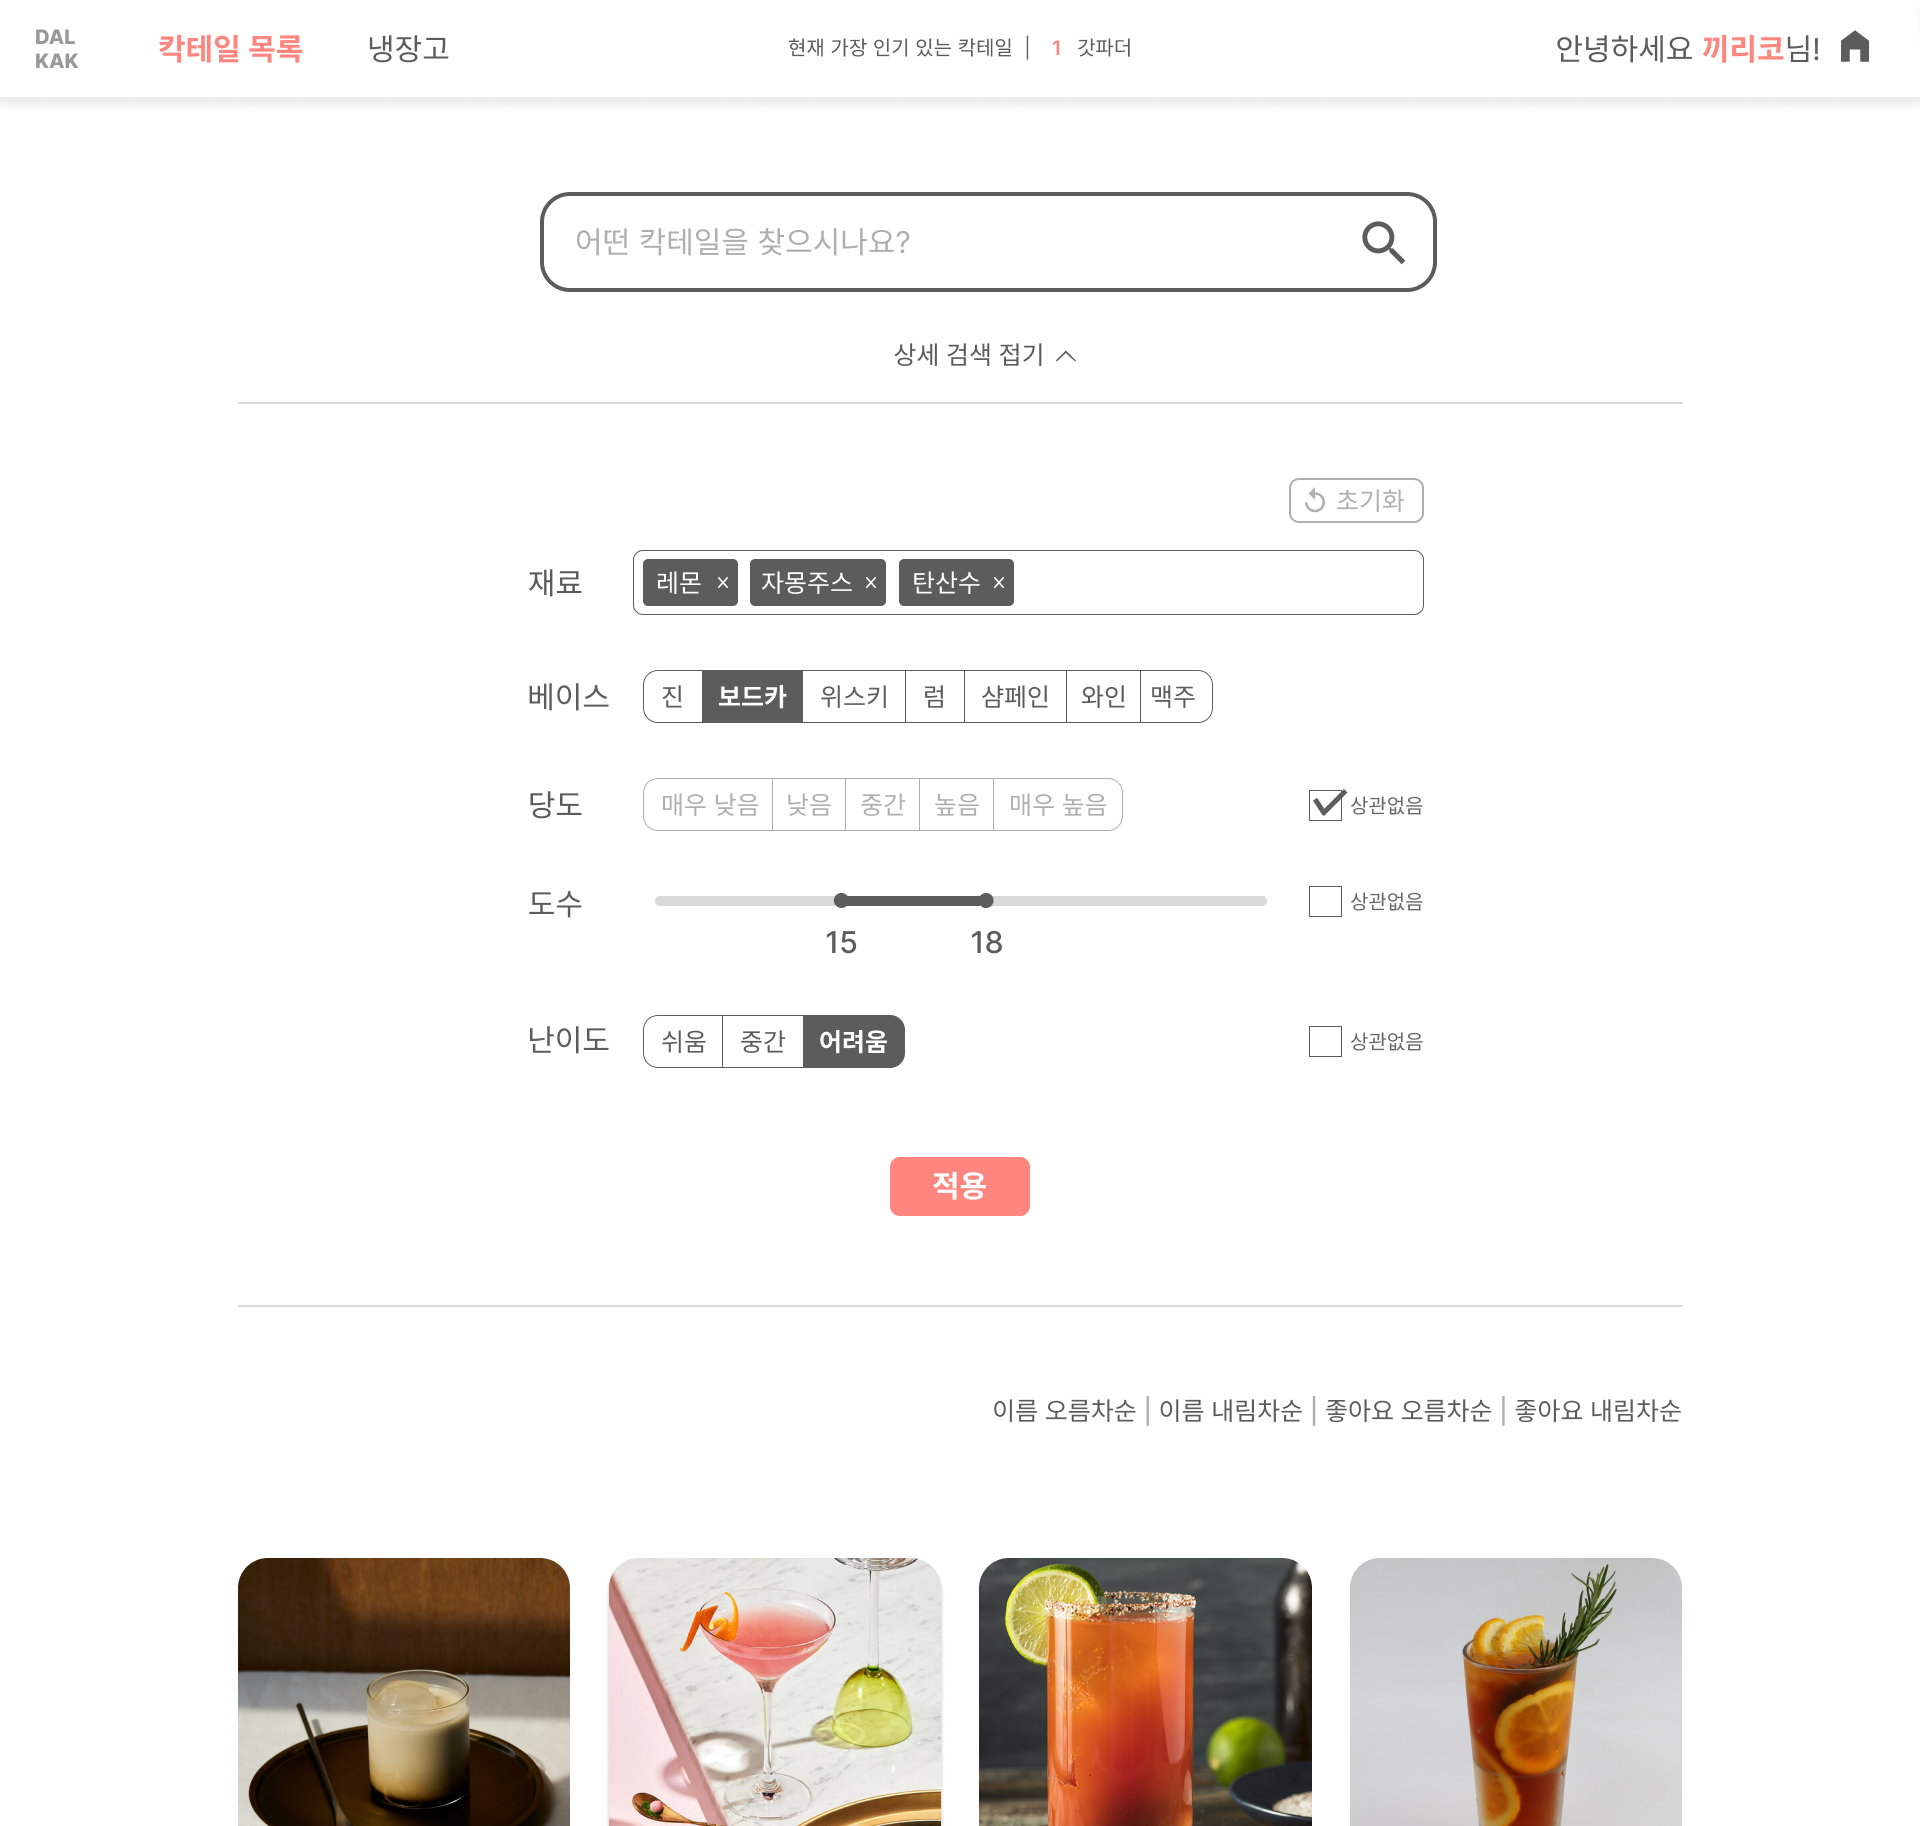 DAL
KAK
칵테일 목록
냉장고
현재 가장 인기 있는 칵테일 | 1 갓파더
안녕하세요 끼리코님!
어떤 칵테일을 찾으시나요?
상세 검색 접기
초기화
재료
레몬 × 자몽주스 × 탄산수 ×
베이스
진 보드카 위스키 럼 샴페인 와인 맥주
당도
매우 낮음 낮음 중간 높음 매우 높음
상관없음
도수
상관없음
15 18
난이도
쉬움 중간 어려움
상관없음
적용
이름 오름차순 | 이름 내림차순 | 좋아요 오름차순 | 좋아요 내림차순